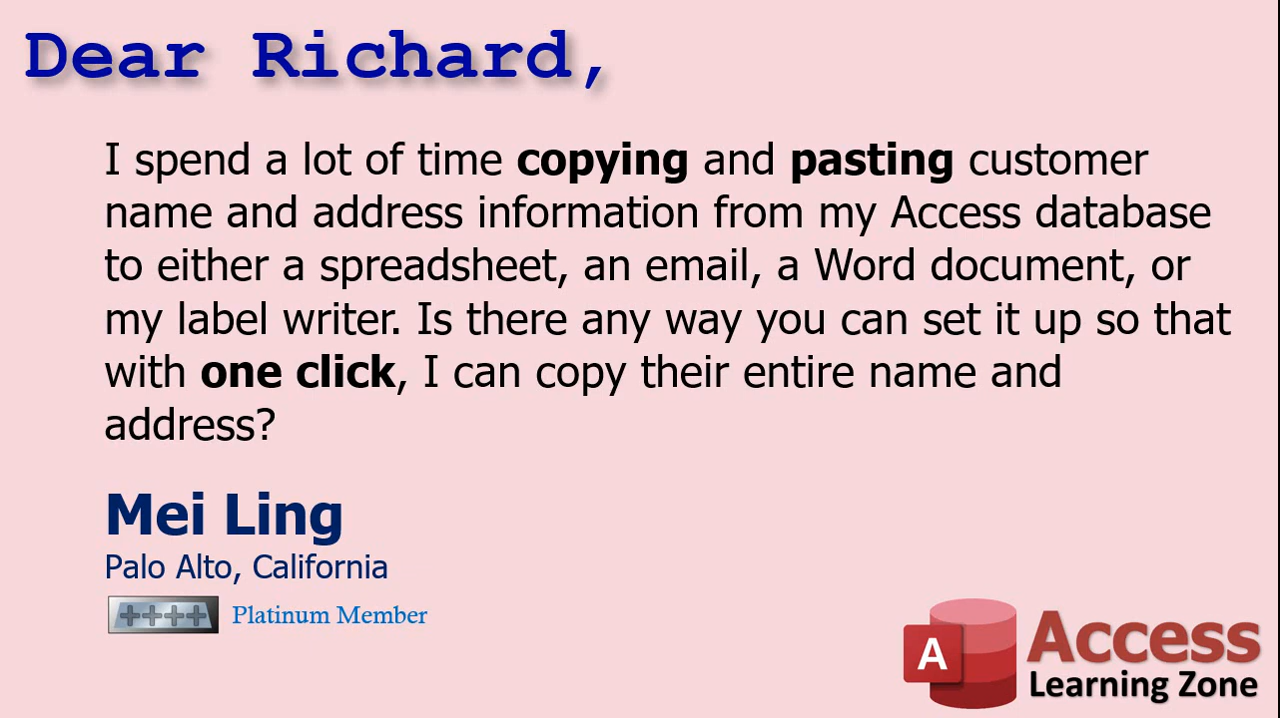 Dear Richard,
I spend a lot of time copying and pasting customer
name and address information from my Access database
to either a spreadsheet, an email, a Word document, or
my label writer. Is there any way you can set it up so that
with one click, I can copy their entire name and
address?
Mei Ling
Palo Alto, California
++++ Platinum Member
A Access
Learning Zone